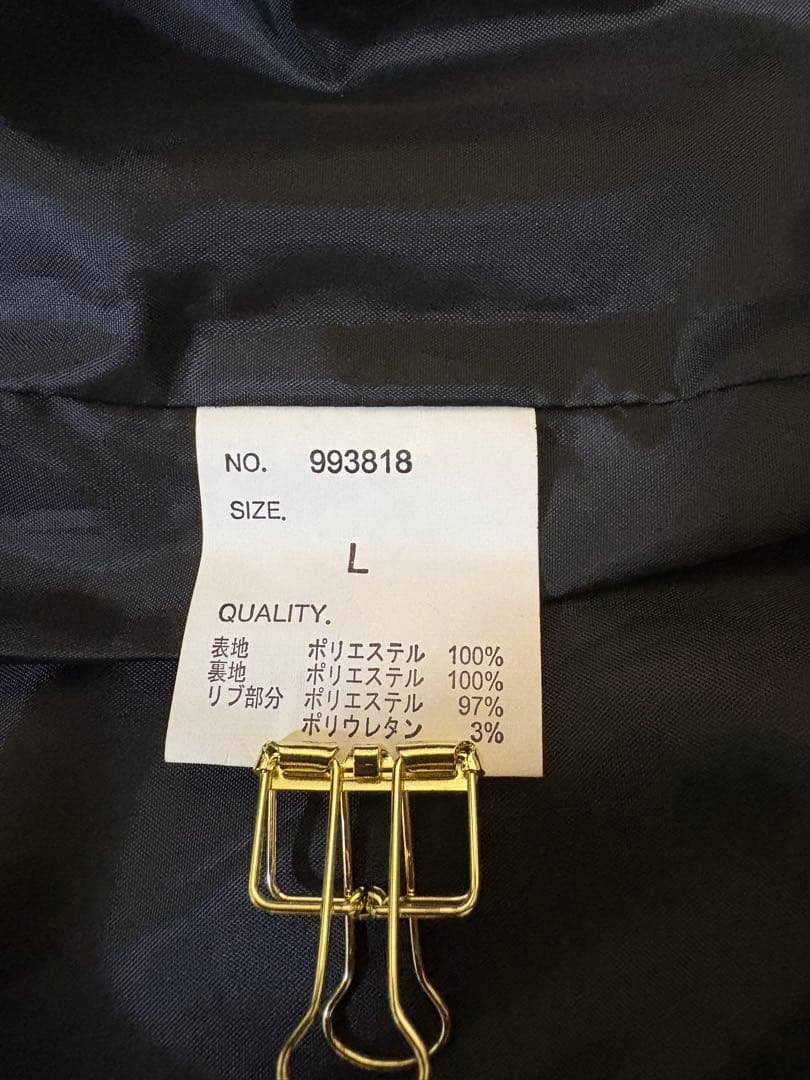 NO. 993818
SIZE.
L
QUALITY.
表地 ポリエステル 100%
裏地 ポリエステル 100%
リブ部分 ポリエステル 97%
ポリウレタン 3%